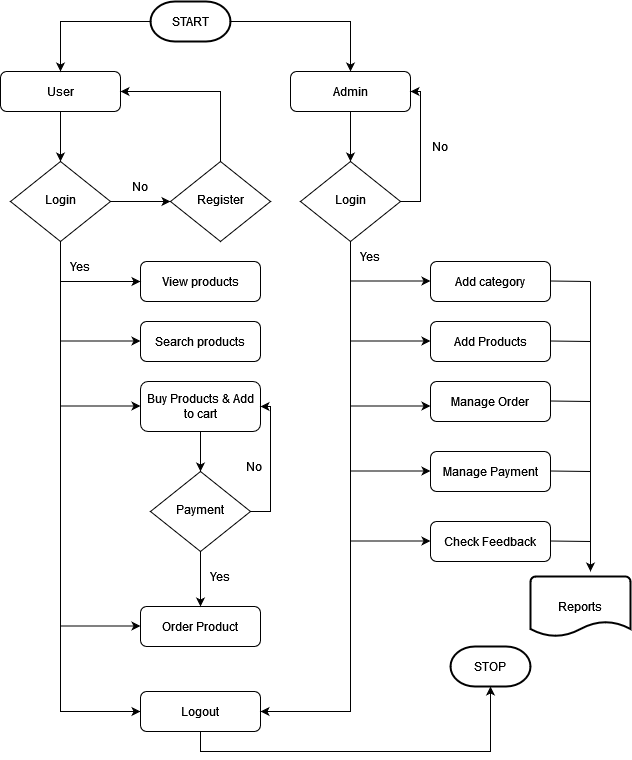 START
User
Admin
Login
No
Register
Login
No
Yes
Yes
View products
Add category
Search products
Add Products
Buy Products & Add
to cart
Manage Order
No
Manage Payment
Payment
Check Feedback
Yes
Reports
Order Product
STOP
Logout